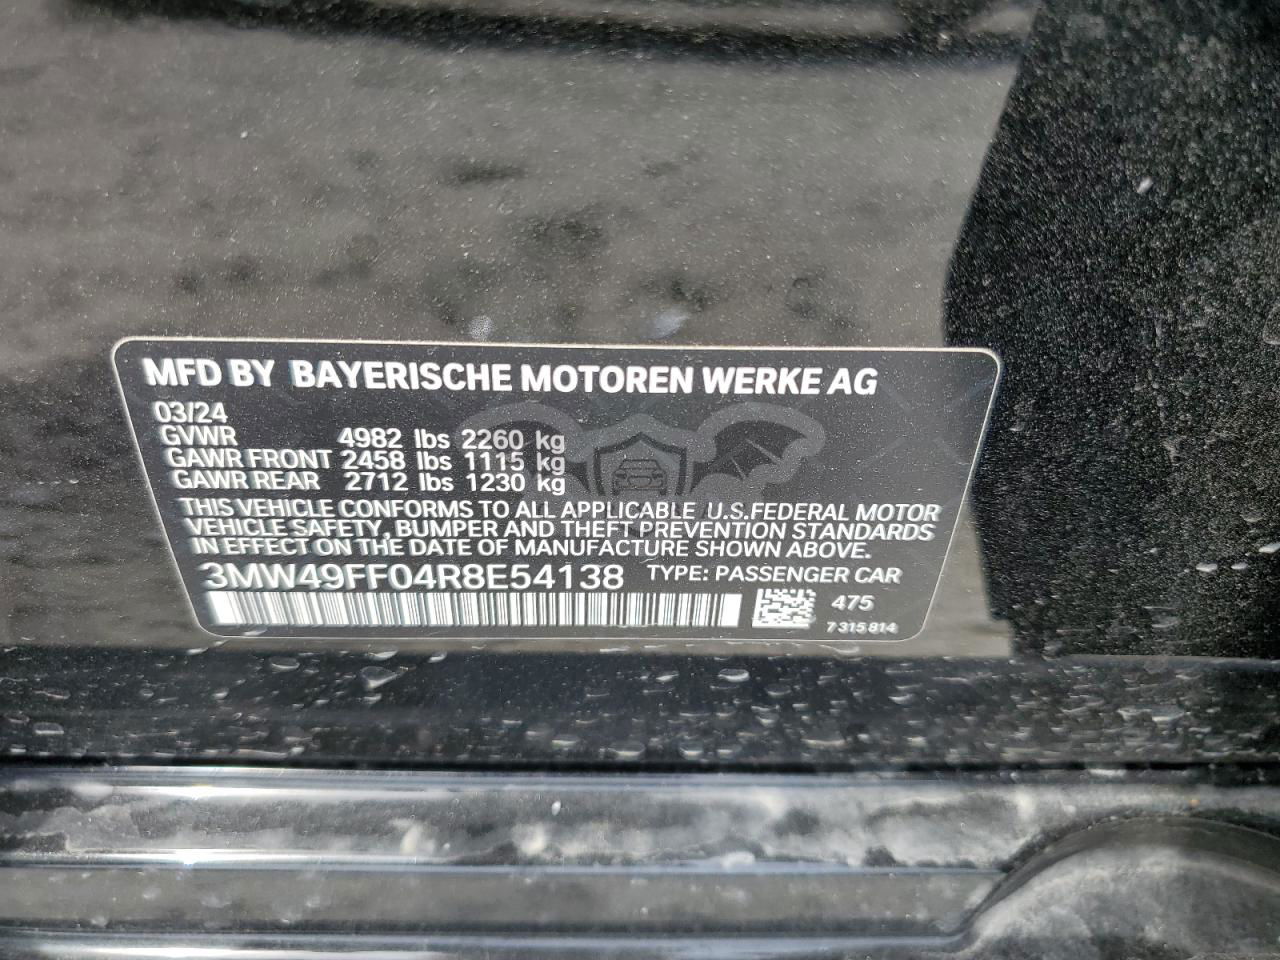 MFD BY BAYERISCHE MOTOREN WERKE AG
03/24
GVWR 4982 lbs 2260 kg
GAWR FRONT 2458 lbs 1115 kg
GAWR REAR 2712 lbs 1230 kg
THIS VEHICLE CONFORMS TO ALL APPLICABLE U.S.FEDERAL MOTOR
VEHICLE SAFETY, BUMPER AND THEFT PREVENTION STANDARDS
IN EFFECT ON THE DATE OF MANUFACTURE SHOWN ABOVE.
3MW49FF04R8E54138 TYPE: PASSENGER CAR
475
7 315 814